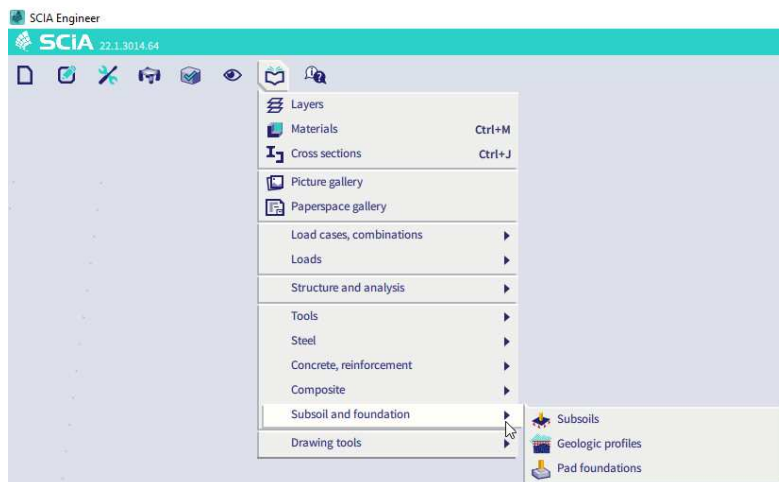 SCIA Engineer
SCiA 22.1.3014.64
Layers
Materials Ctrl+M
Cross sections Ctrl+J
Picture gallery
Paperspace gallery
Load cases, combinations
Loads
Structure and analysis
Tools
Steel
Concrete, reinforcement
Composite
Subsoil and foundation
Subsoils
Geologic profiles
Drawing tools
Pad foundations